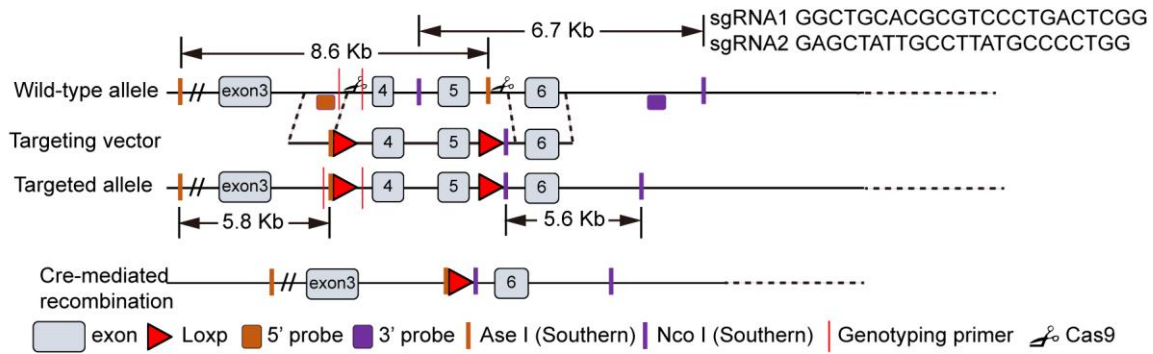 sgRNA1 GGCTGCACGCGTCCCTGACTCGG
6.7 Kb
sgRNA2 GAGCTATTGCCTTATGCCCCTGG
8.6 Kb
Wild-type allele exon3 4 5 6
Targeting vector 4 5 6
Targeted allele exon3 4 5 6
5.8 Kb 5.6 Kb
Cre-mediated
recombination exon3 6
exon Loxp 5' probe 3' probe Ase I (Southern) Nco I (Southern) Genotyping primer Cas9